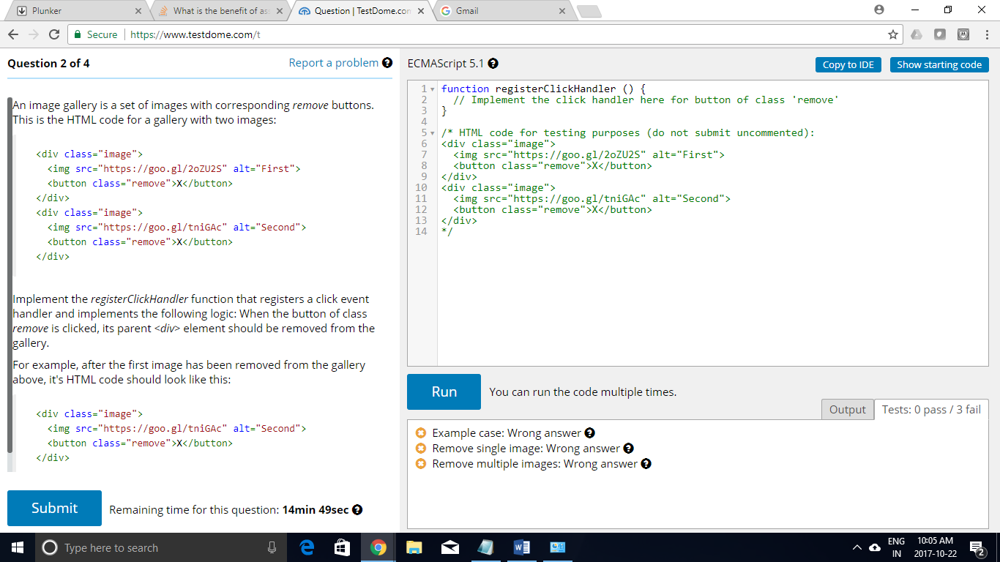 Plunker
What is the benefit of as
Question | TestDome.con
Gmail
Secure
https://www.testdome.com/t
Question 2 of 4
Report a problem
An image gallery is a set of images with corresponding remove buttons.
This is the HTML code for a gallery with two images:
<div class="image">
<img src="https://goo.gl/2oZU2S" alt="First">
<button class="remove">X</button>
</div>
<div class="image">
<img src="https://goo.gl/tniGAc" alt="Second">
<button class="remove">X</button>
</div>
Implement the registerClickHandler function that registers a click event
handler and implements the following logic: When the button of class
remove is clicked, its parent <div> element should be removed from the
gallery.
For example, after the first image has been removed from the gallery
above, it's HTML code should look like this:
<div class="image">
<img src="https://goo.gl/tniGAc" alt="Second">
<button class="remove">X</button>
</div>
Submit
Remaining time for this question: 14min 49sec
ECMAScript 5.1
Copy to IDE
Show starting code
1 function registerClickHandler () {
2 // Implement the click handler here for button of class 'remove'
3 }
4
5 /* HTML code for testing purposes (do not submit uncommented):
6 <div class="image">
7 <img src="https://goo.gl/2oZU2S" alt="First">
8 <button class="remove">X</button>
9 </div>
10 <div class="image">
11 <img src="https://goo.gl/tniGAc" alt="Second">
12 <button class="remove">X</button>
13 </div>
14 */
Run
You can run the code multiple times.
Output
Tests: 0 pass / 3 fail
Example case: Wrong answer
Remove single image: Wrong answer
Remove multiple images: Wrong answer
Type here to search
ENG
IN
10:05 AM
2017-10-22
2